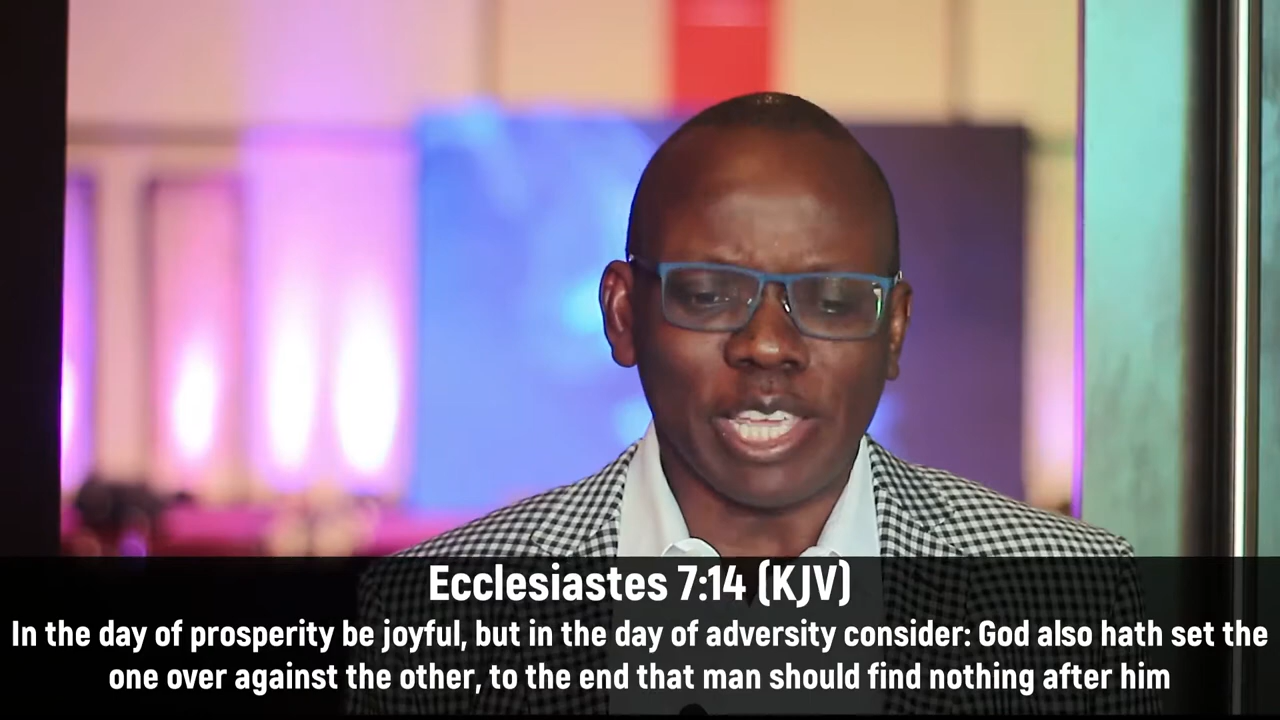 Ecclesiastes 7:14 (KJV)
In the day of prosperity be joyful, but in the day of adversity consider: God also hath set the
one over against the other, to the end that man should find nothing after him